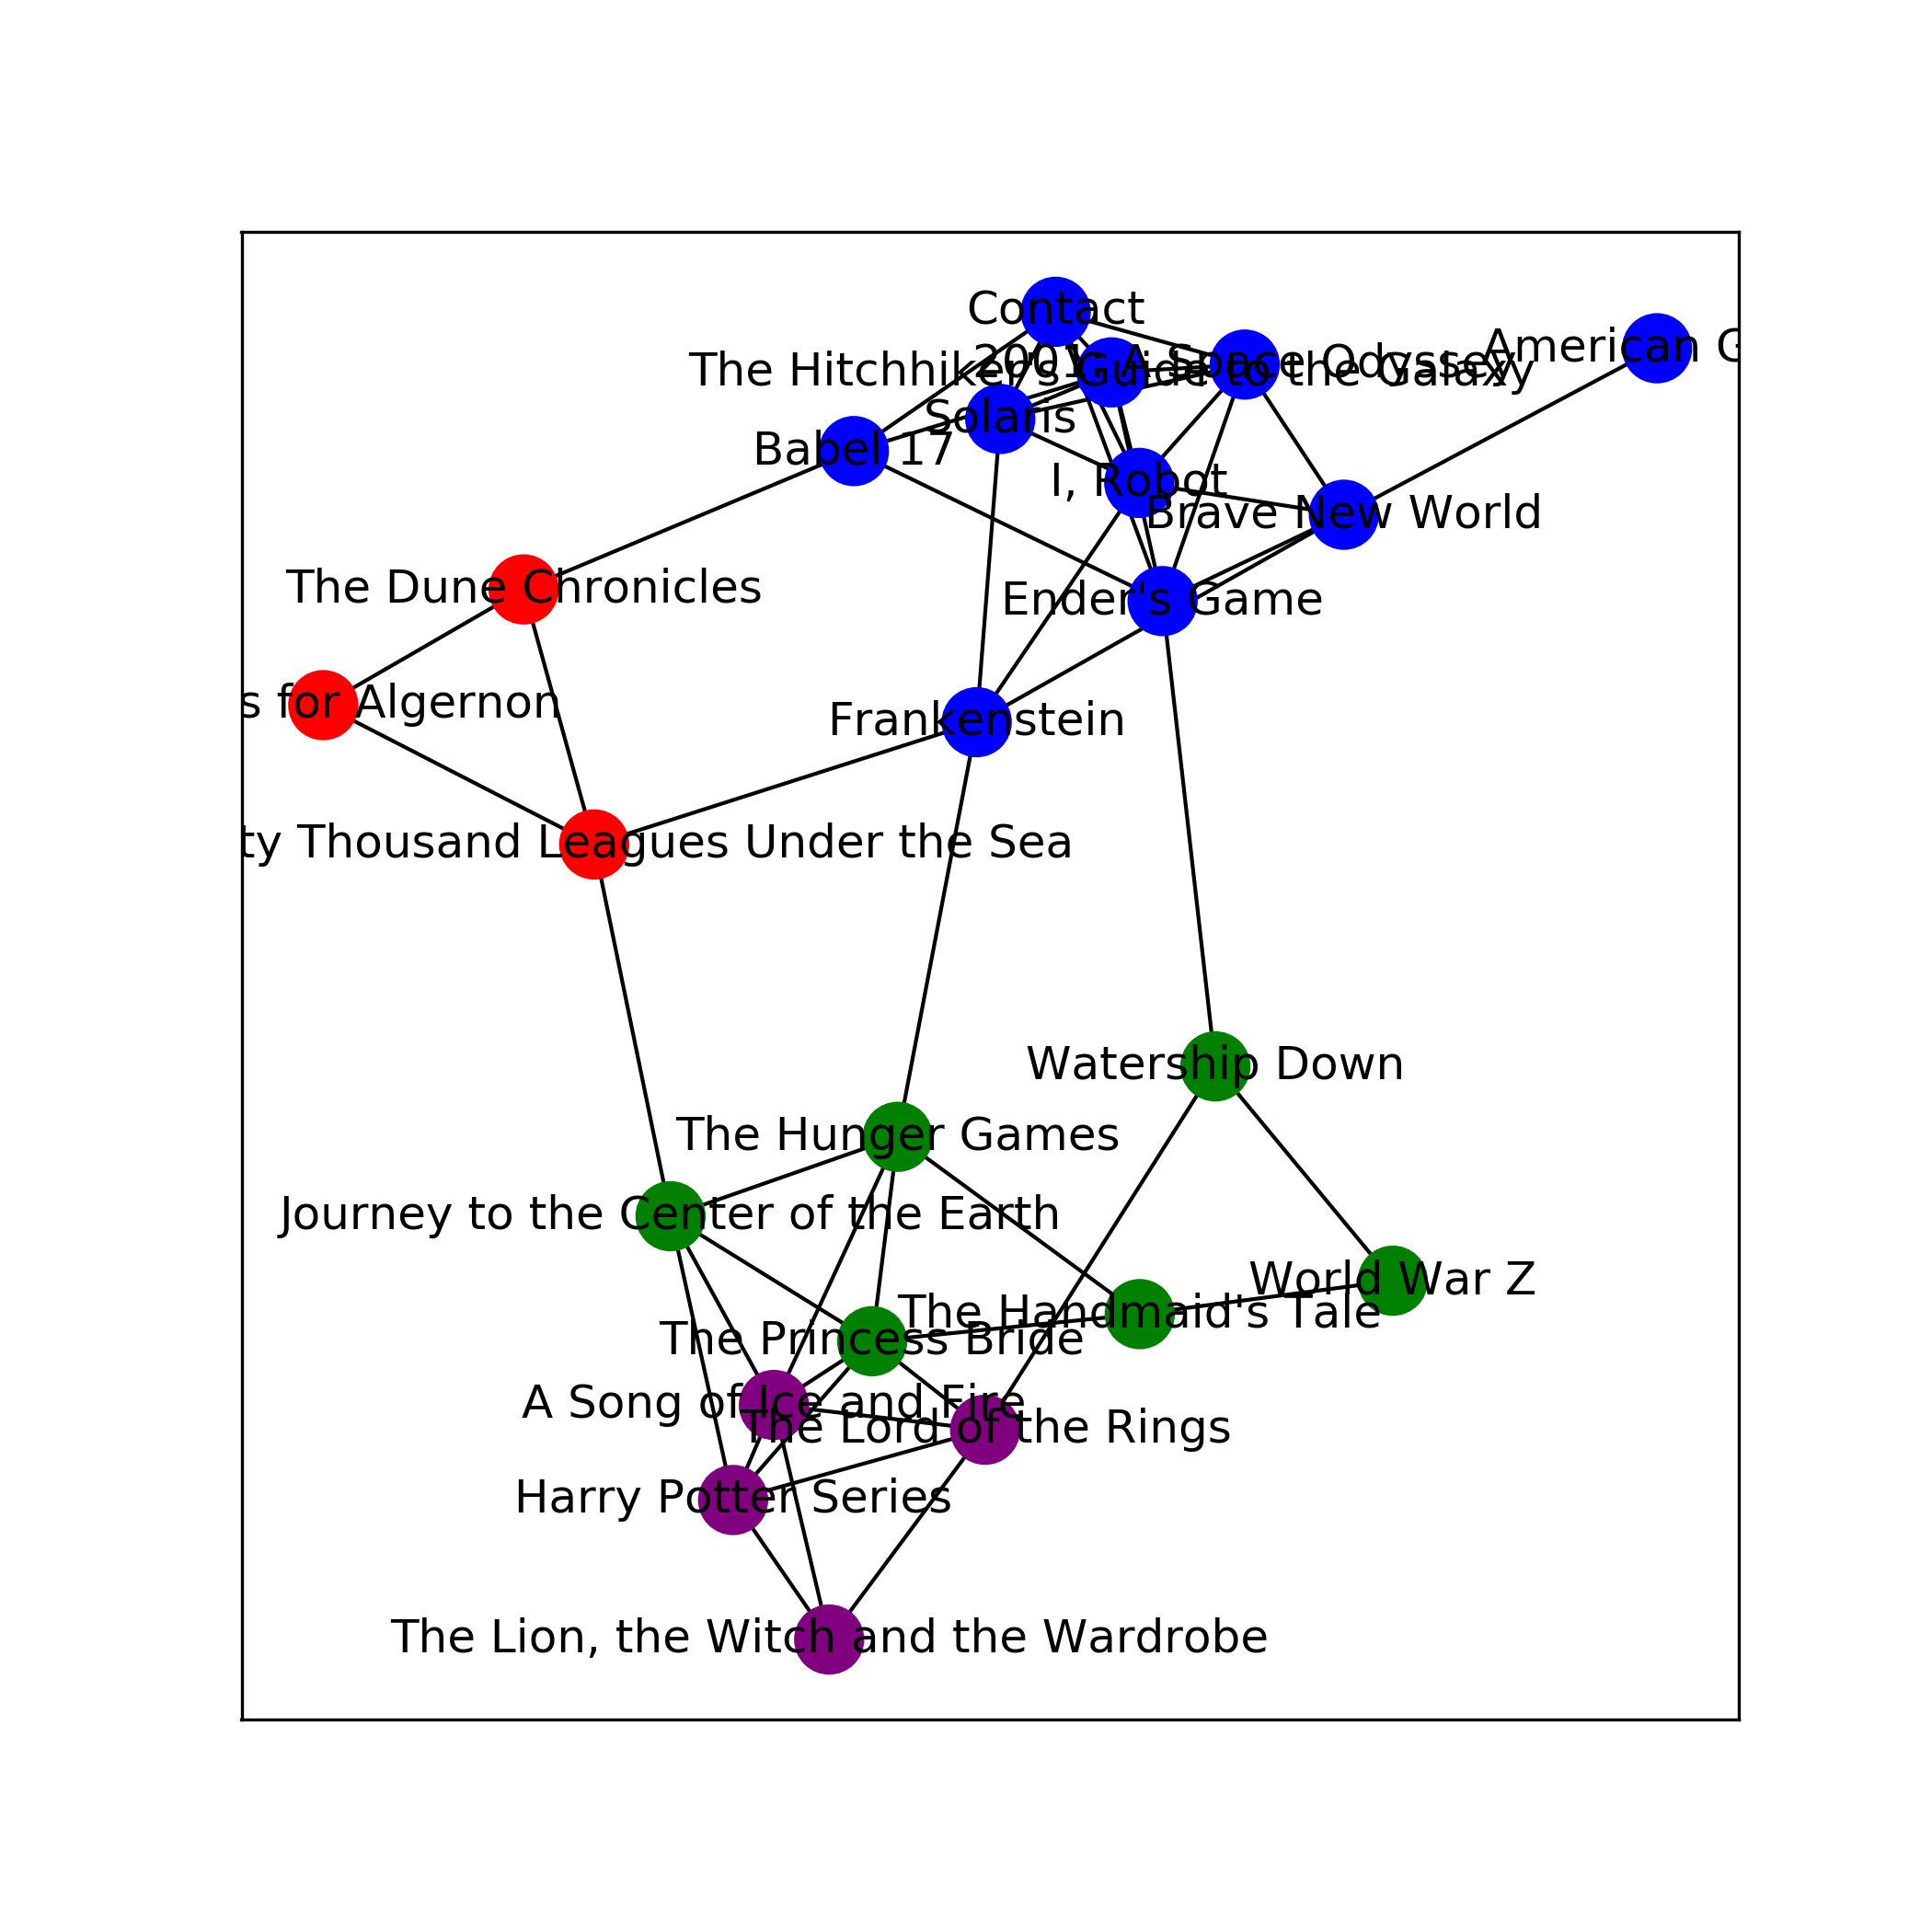 Contact
American G
2001: A Space Odyssey
The Hitchhiker's Guide to the Galaxy
Solaris
Babel 17
I, Robot
Brave New World
The Dune Chronicles
Ender's Game
s for Algernon
Frankenstein
ty Thousand Leagues Under the Sea
Watership Down
The Hunger Games
Journey to the Center of the Earth
World War Z
The Handmaid's Tale
The Princess Bride
A Song of Ice and Fire
The Lord of the Rings
Harry Potter Series
The Lion, the Witch and the Wardrobe